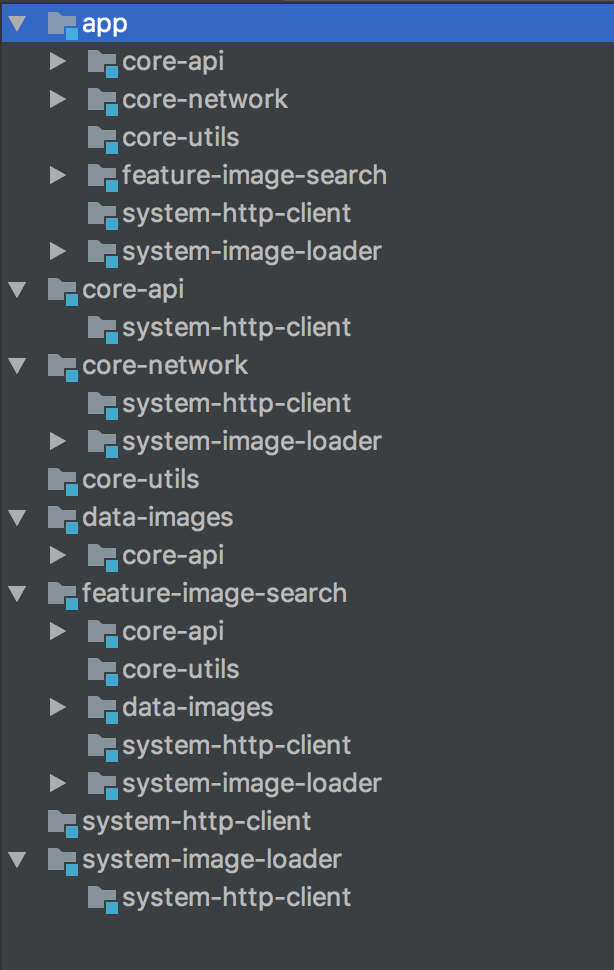 app
core-api
core-network
core-utils
feature-image-search
system-http-client
system-image-loader
core-api
system-http-client
core-network
system-http-client
system-image-loader
core-utils
data-images
core-api
feature-image-search
core-api
core-utils
data-images
system-http-client
system-image-loader
system-http-client
system-image-loader
system-http-client